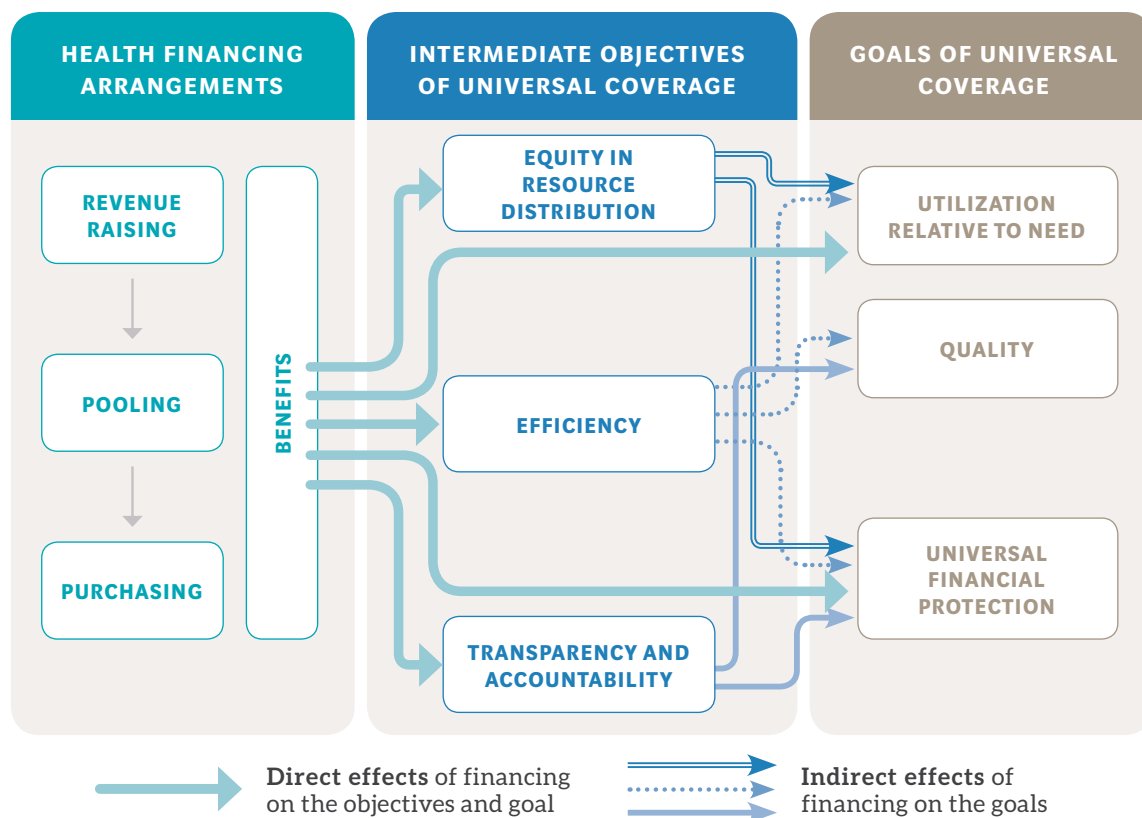 HEALTH FINANCING
ARRANGEMENTS
REVENUE
RAISING
POOLING
PURCHASING
BENEFITS
INTERMEDIATE OBJECTIVES
OF UNIVERSAL COVERAGE
EQUITY IN
RESOURCE
DISTRIBUTION
EFFICIENCY
TRANSPARENCY AND
ACCOUNTABILITY
GOALS OF UNIVERSAL
COVERAGE
UTILIZATION
RELATIVE TO NEED
QUALITY
UNIVERSAL
FINANCIAL
PROTECTION
Direct effects of financing
on the objectives and goal
Indirect effects of
financing on the goals